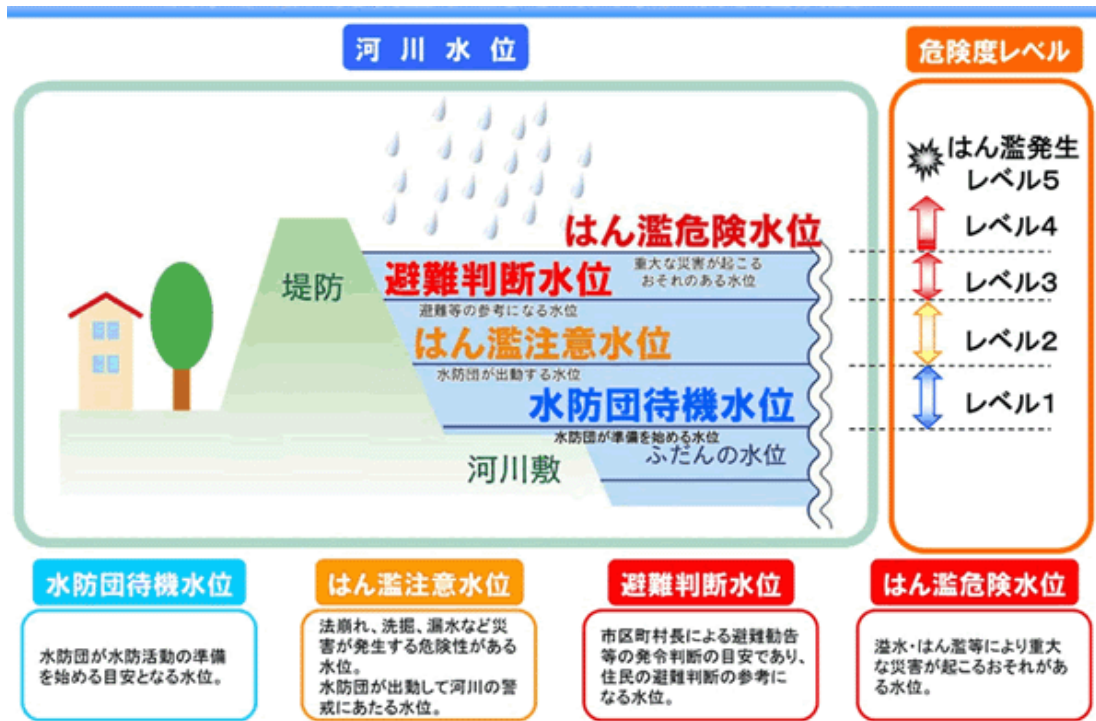 河川水位
危険度レベル
はん濫発生
レベル5
レベル4
レベル3
レベル2
レベル1
はん濫危険水位
重大な災害が起こる
おそれのある水位
避難判断水位
避難等の参考になる水位
はん濫注意水位
水防団が出動する水位
水防団待機水位
水防団が準備を始める水位
ふだんの水位
堤防
河川敷
水防団待機水位
水防団が水防活動の準備
を始める目安となる水位。
はん濫注意水位
法崩れ、洗掘、漏水など災
害が発生する危険性がある
水位。
水防団が出動して河川の警
戒にあたる水位。
避難判断水位
市区町村長による避難勧告
等の発令判断の目安であり、
住民の避難判断の参考に
なる水位。
はん濫危険水位
溢水・はん濫等により重大
な災害が起こるおそれがあ
る水位。